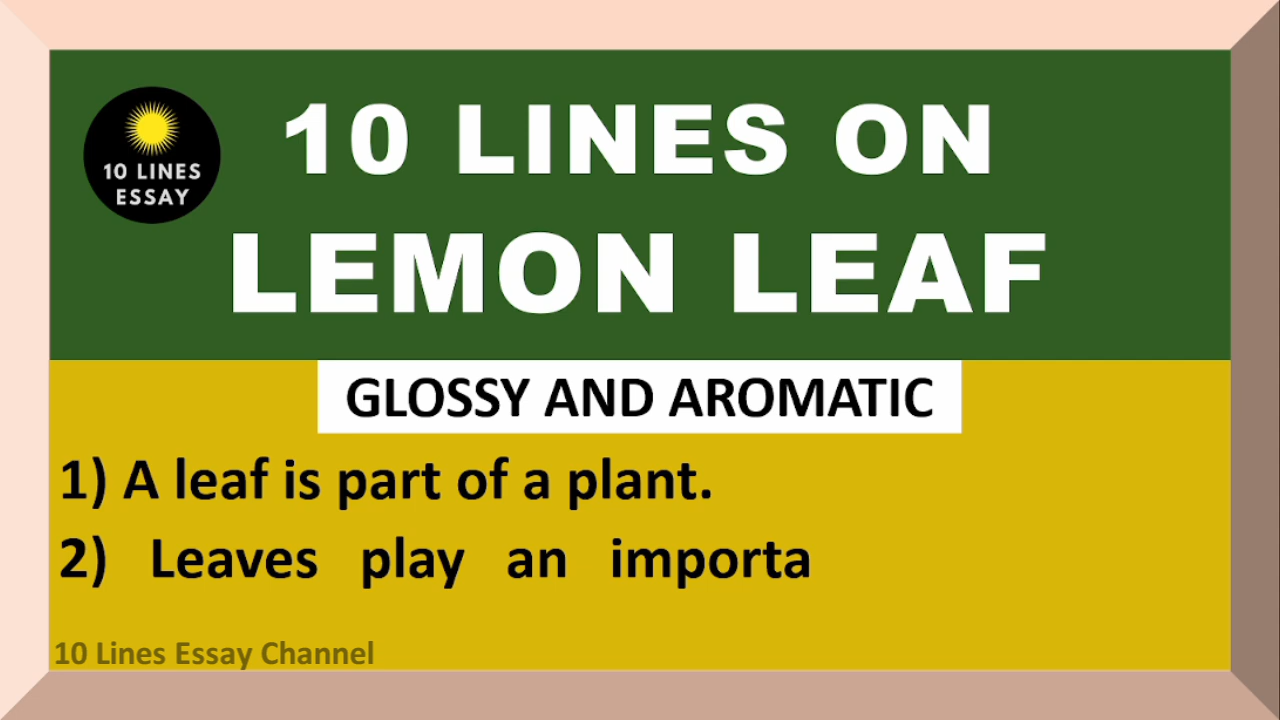 10 LINES ON
10 LINES
ESSAY
LEMON LEAF
GLOSSY AND AROMATIC
1) A leaf is part of a plant.
2) Leaves play an importa
10 Lines Essay Channel